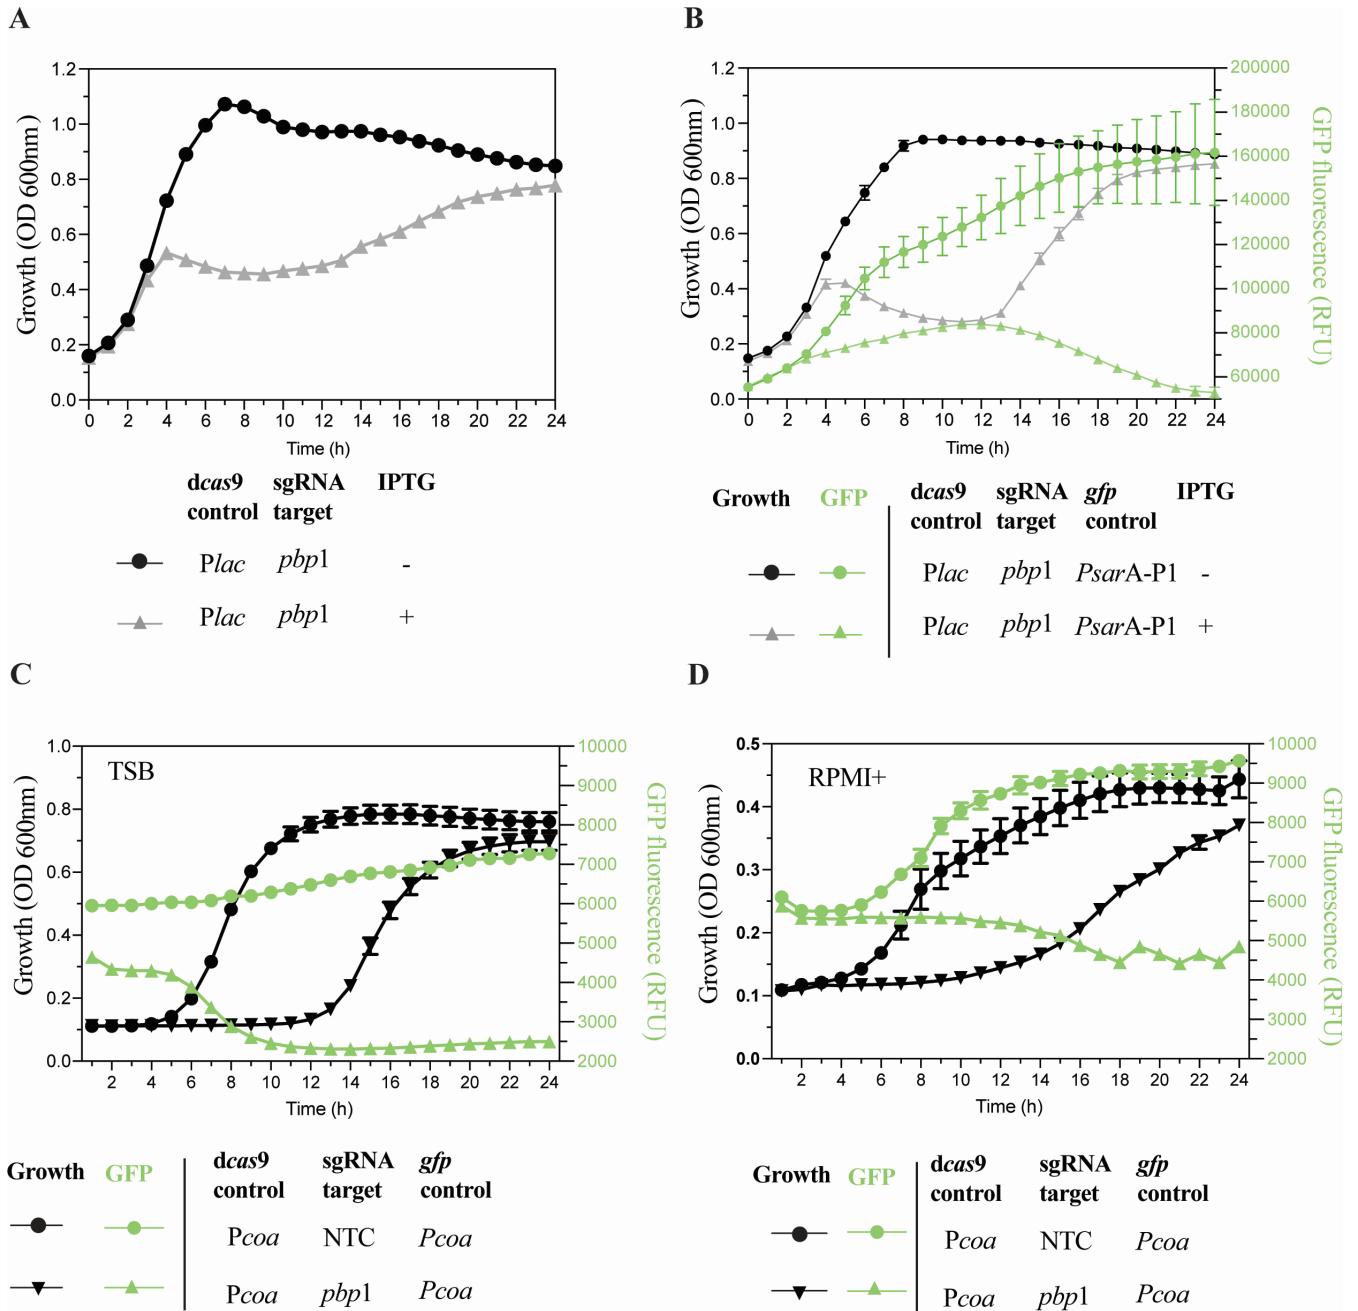 A
B
1.2
1.0
0.8
0.6
0.4
0.2
0.0
Growth (OD 600nm)
0 2 4 6 8 10 12 14 16 18 20 22 24
Time (h)
1.2
1.0
0.8
0.6
0.4
0.2
0.0
Growth (OD 600nm)
200000
180000
160000
140000
120000
100000
80000
60000
GFP fluorescence (RFU)
0 2 4 6 8 10 12 14 16 18 20 22 24
Time (h)
dcas9 sgRNA IPTG
control target
Plac pbp1 -
Plac pbp1 +
Growth GFP dcas9 sgRNA gfp IPTG
control target control
Plac pbp1 PsarA-P1 -
Plac pbp1 PsarA-P1 +
C
D
TSB
1.0
0.8
0.6
0.4
0.2
0.0
Growth (OD 600nm)
10000
9000
8000
7000
6000
5000
4000
3000
2000
GFP fluorescence (RFU)
2 4 6 8 10 12 14 16 18 20 22 24
Time (h)
RPMI+
0.5
0.4
0.3
0.2
0.1
0.0
Growth (OD 600nm)
10000
9000
8000
7000
6000
5000
4000
3000
2000
GFP fluorescence (RFU)
2 4 6 8 10 12 14 16 18 20 22 24
Time (h)
Growth GFP dcas9 sgRNA gfp
control target control
Pcoa NTC Pcoa
Pcoa pbp1 Pcoa
Growth GFP dcas9 sgRNA gfp
control target control
Pcoa NTC Pcoa
Pcoa pbp1 Pcoa